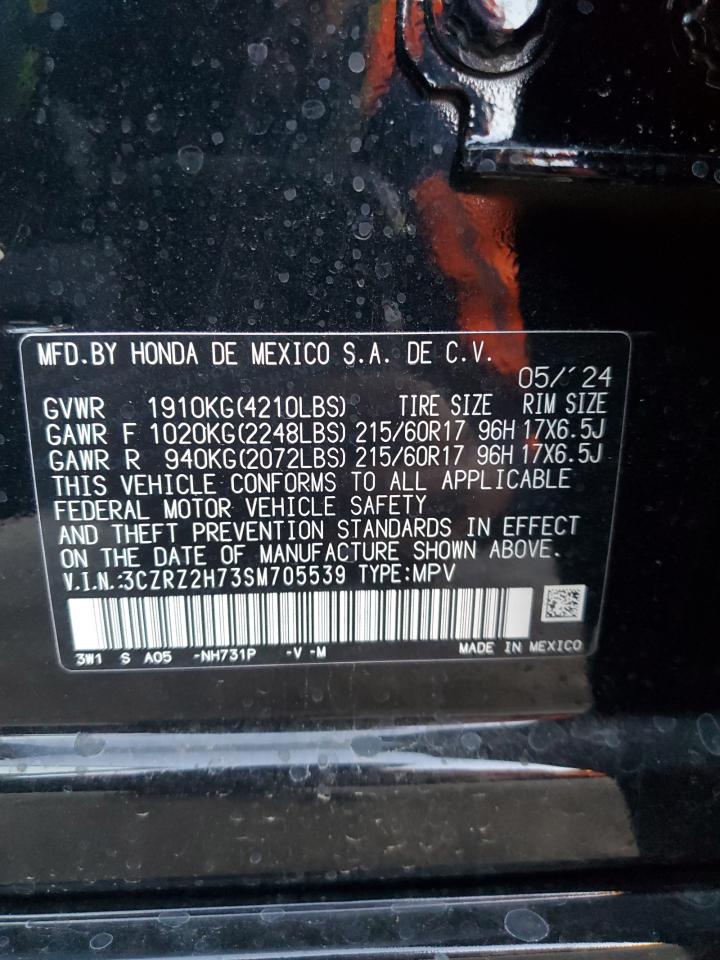 MFD.BY HONDA DE MEXICO S.A. DE C.V.
05/'24
GVWR 1910KG(4210LBS) TIRE SIZE RIM SIZE
GAWR F 1020KG(2248LBS) 215/60R17 96H 17X6.5J
GAWR R 940KG(2072LBS) 215/60R17 96H 17X6.5J
THIS VEHICLE CONFORMS TO ALL APPLICABLE
FEDERAL MOTOR VEHICLE SAFETY
AND THEFT PREVENTION STANDARDS IN EFFECT
ON THE DATE OF MANUFACTURE SHOWN ABOVE.
V.I.N.:3CZRZ2H73SM705539 TYPE:MPV
3W1 S A05 -NH731P -V -M MADE IN MEXICO